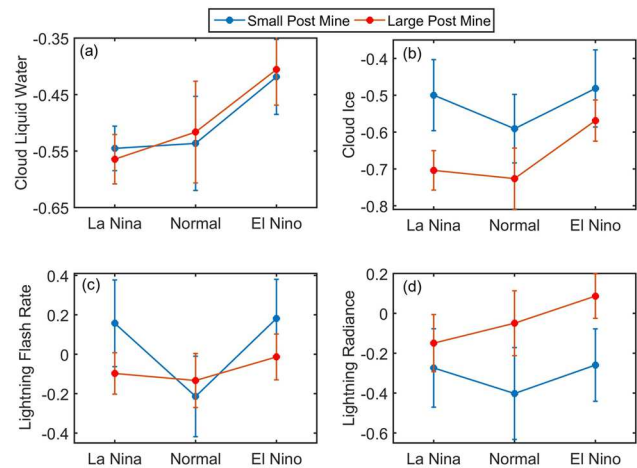 Small Post Mine Large Post Mine
(a)
Cloud Liquid Water
-0.35
-0.45
-0.55
-0.65
La Nina Normal El Nino
(b)
Cloud Ice
-0.4
-0.5
-0.6
-0.7
-0.8
La Nina Normal El Nino
(c)
Lightning Flash Rate
0.4
0.2
0
-0.2
-0.4
La Nina Normal El Nino
(d)
Lightning Radiance
0.2
0
-0.2
-0.4
-0.6
La Nina Normal El Nino